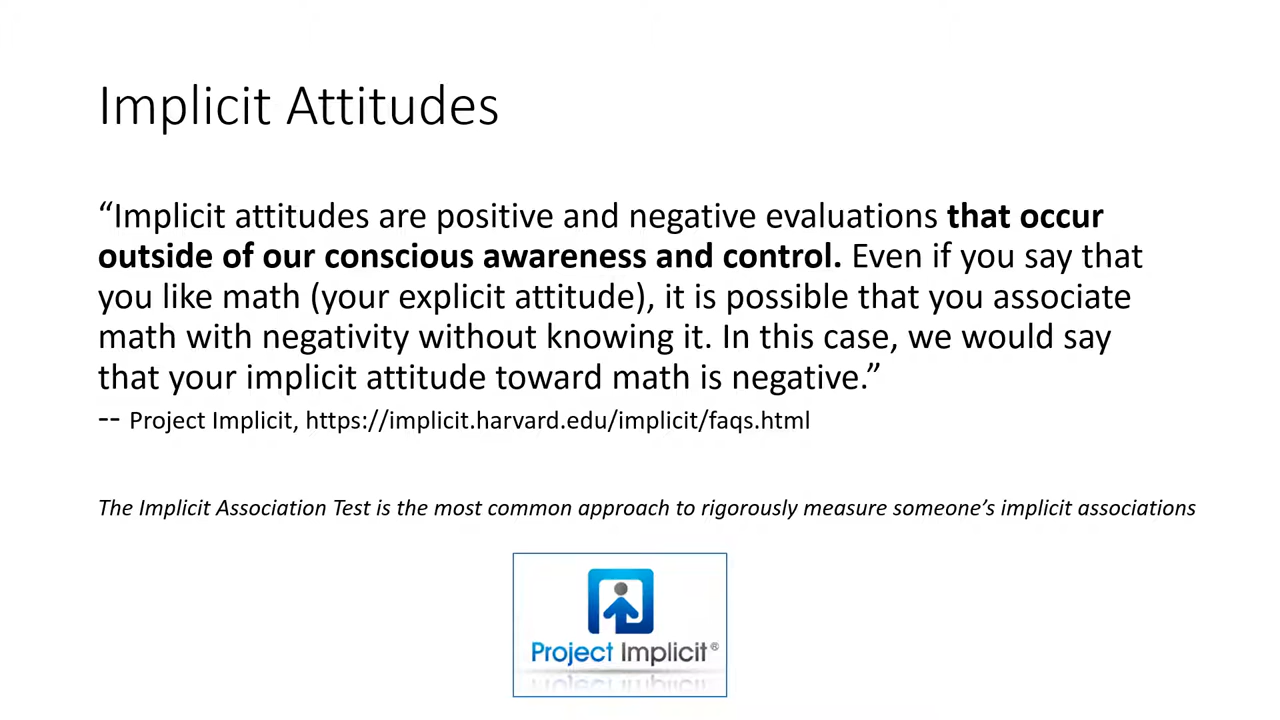 Implicit Attitudes
“Implicit attitudes are positive and negative evaluations that occur
outside of our conscious awareness and control. Even if you say that
you like math (your explicit attitude), it is possible that you associate
math with negativity without knowing it. In this case, we would say
that your implicit attitude toward math is negative.”
-- Project Implicit, https://implicit.harvard.edu/implicit/faqs.html
The Implicit Association Test is the most common approach to rigorously measure someone’s implicit associations
Project Implicit®